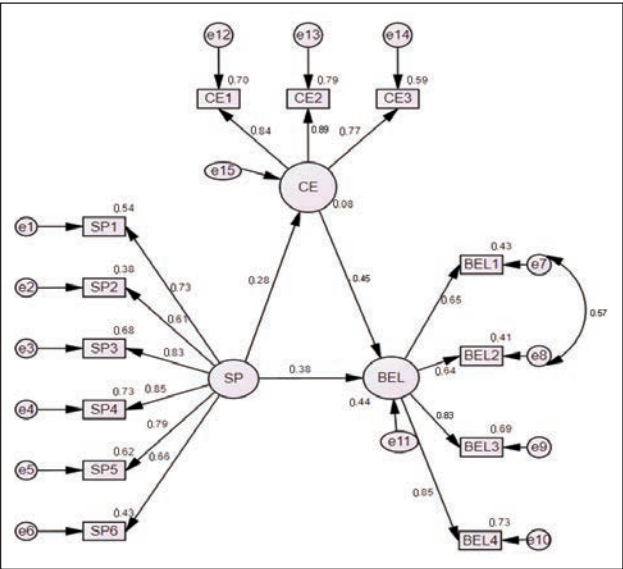 e12 e13 e14
0.70 0.79 0.59
CE1 CE2 CE3
0.84 0.89 0.77
e15
CE
0.08
0.54
e1 SP1
0.38
e2 SP2
0.73
0.61
0.68
e3 SP3
0.83
0.73
e4 SP4
0.85
0.79
0.62
e5 SP5
0.66
0.43
e6 SP6
SP
0.28
0.45
0.38
BEL
0.44
e11
0.43
BEL1 e7
0.65
0.57
0.41
BEL2 e8
0.64
0.83
0.69
BEL3 e9
0.85
0.73
BEL4 e10